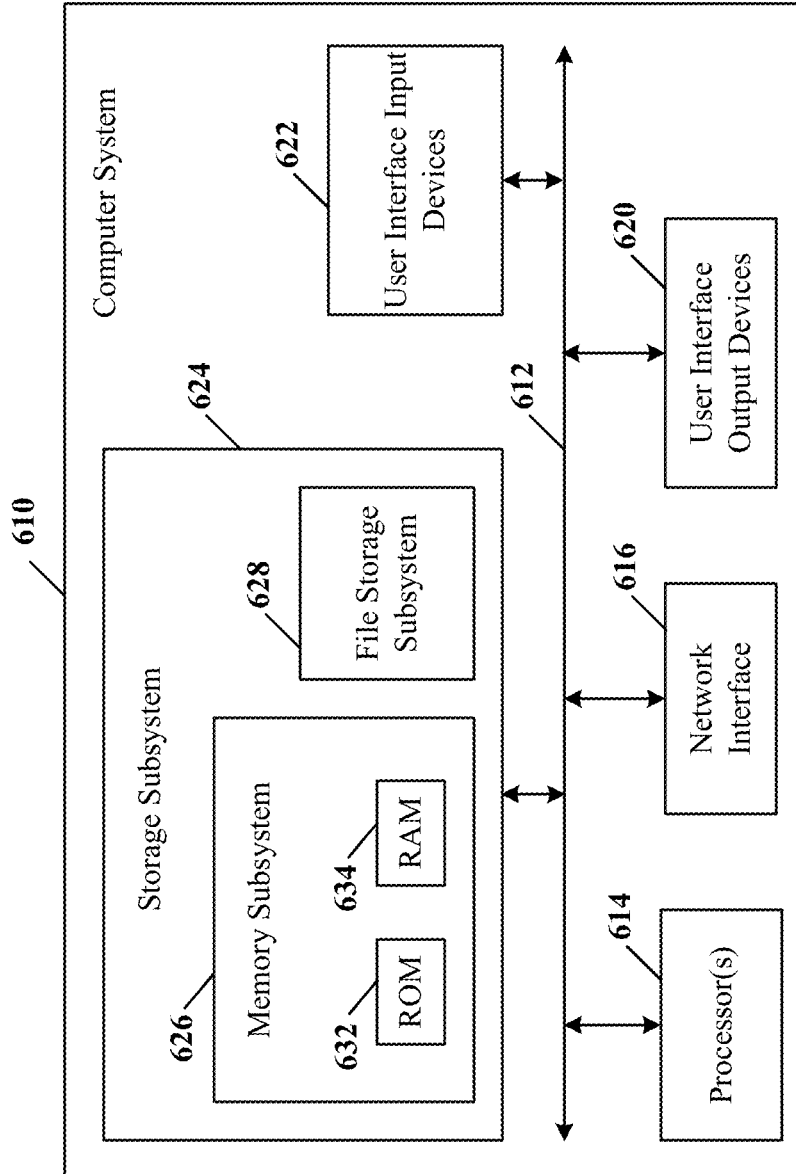 610
Computer System
Storage Subsystem
624
626
Memory Subsystem
632
ROM
634
RAM
628
File Storage
Subsystem
622
User Interface Input
Devices
612
614
Processor(s)
616
Network
Interface
620
User Interface
Output Devices